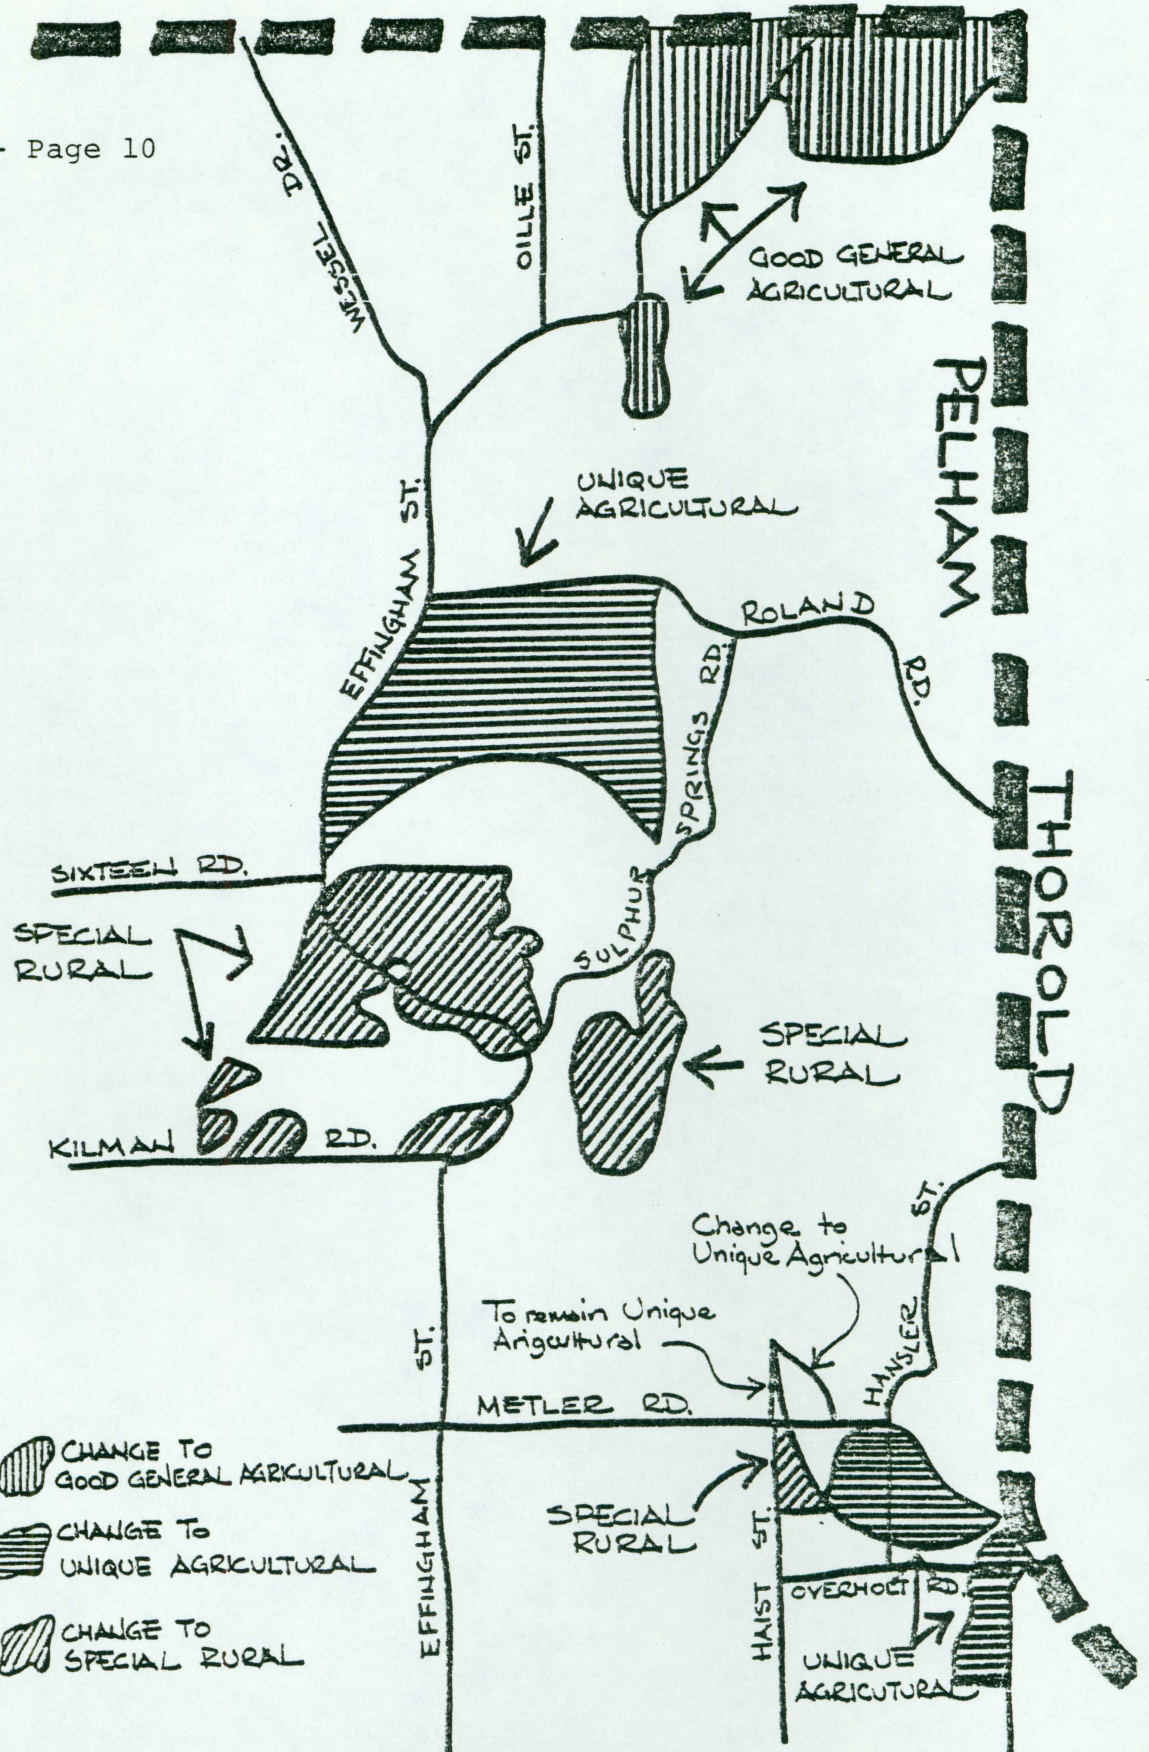 - Page 10
WESSEL DR.
OILLE ST.
GOOD GENERAL
AGRICULTURAL
PELHAM
UNIQUE
AGRICULTURAL
EFFINGHAM ST.
ROLAND RD.
SULPHUR SPRINGS RD.
THOROLD
SIXTEEN RD.
SPECIAL
RURAL
SPECIAL
RURAL
KILMAN RD.
Change to
Unique Agricultural
HANSLER ST.
To remain Unique
Arigcultural
METLER RD.
EFFINGHAM ST.
SPECIAL
RURAL
HAIST ST.
OVERHOLT RD.
UNIQUE
AGRICUTURAL
CHANGE TO
GOOD GENERAL AGRICULTURAL
CHANGE TO
UNIQUE AGRICULTURAL
CHANGE TO
SPECIAL RURAL